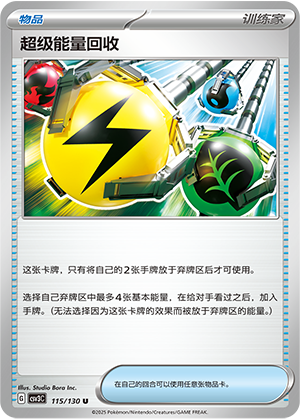 物品
训练家
超级能量回收
这张卡牌，只有将自己的2张手牌放于弃牌区后才可使用。
选择自己弃牌区中最多4张基本能量，在给对手看过之后，加入
手牌。（无法选择因为这张卡牌的效果而被放于弃牌区的能量。）
Illus. Studio Bora Inc.
G CSV3C 115/130 U
在自己的回合可以使用任意张物品卡。
©2025 Pokémon/Nintendo/Creatures/GAME FREAK.